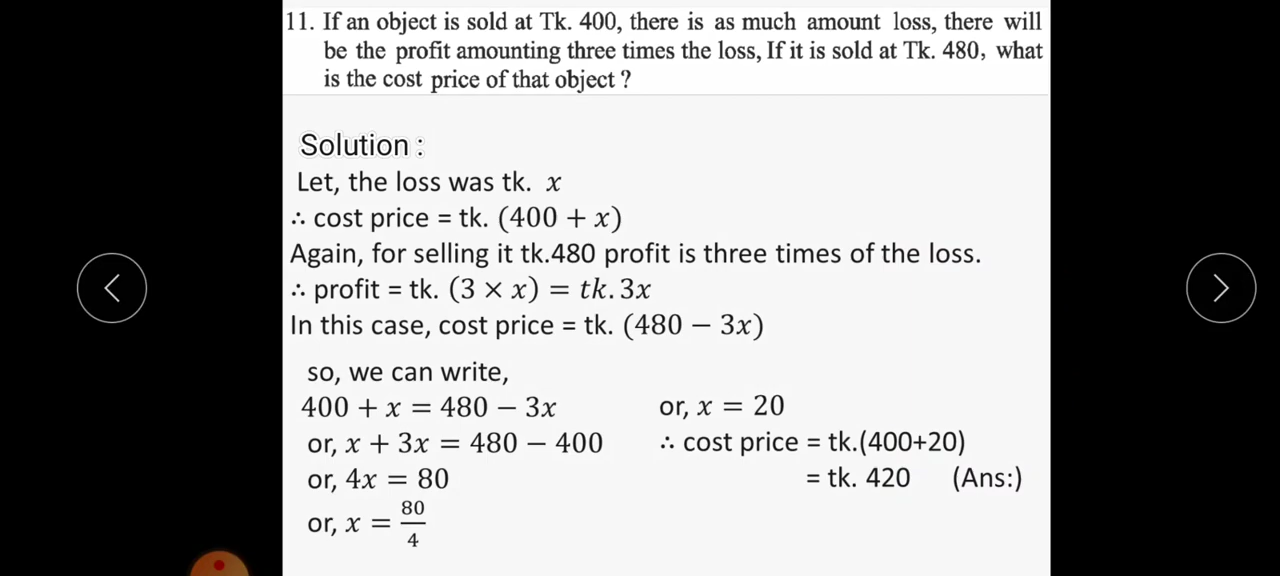 11. If an object is sold at Tk. 400, there is as much amount loss, there will
be the profit amounting three times the loss, If it is sold at Tk. 480, what
is the cost price of that object ?
Solution :
Let, the loss was tk. x
∴ cost price = tk. (400 + x)
Again, for selling it tk.480 profit is three times of the loss.
∴ profit = tk. (3 × x) = tk. 3x
In this case, cost price = tk. (480 − 3x)
so, we can write,
400 + x = 480 − 3x
or, x + 3x = 480 − 400
or, 4x = 80
or, x = 80/4
or, x = 20
∴ cost price = tk.(400+20)
= tk. 420 (Ans:)